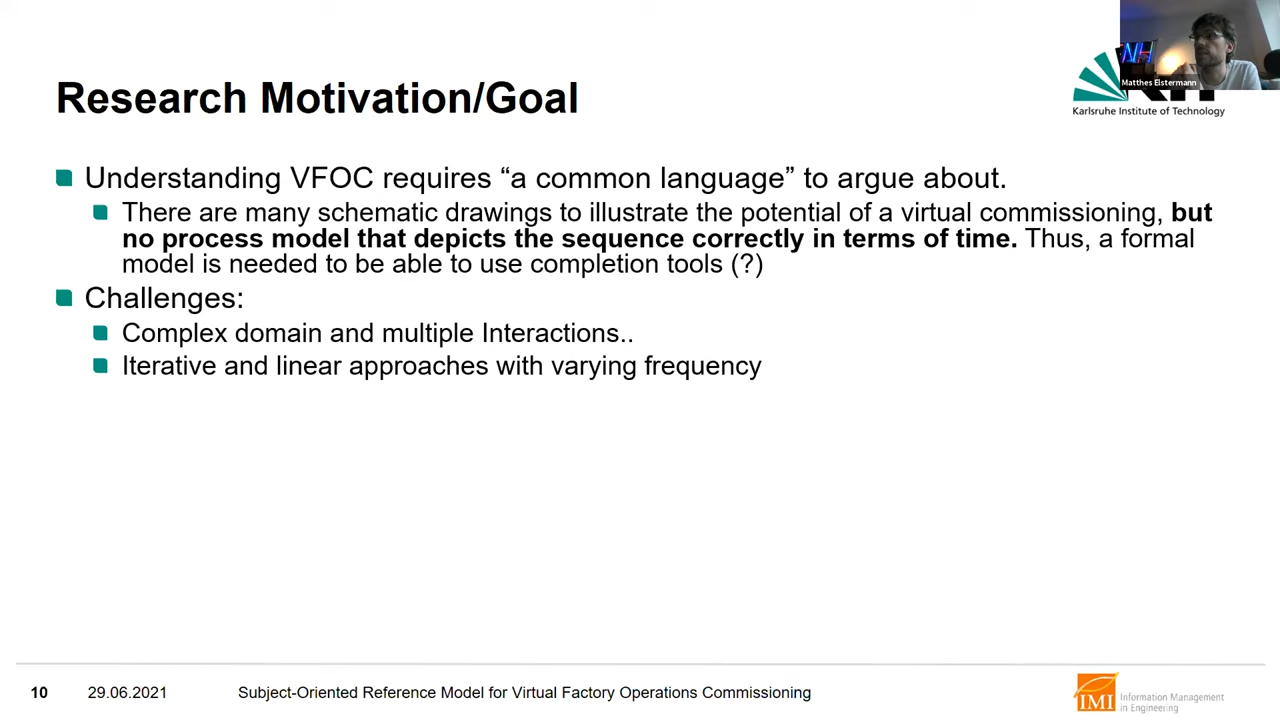 Matthes Elstermann
Research Motivation/Goal
Karlsruhe Institute of Technology
Understanding VFOC requires “a common language” to argue about.
There are many schematic drawings to illustrate the potential of a virtual commissioning, but
no process model that depicts the sequence correctly in terms of time. Thus, a formal
model is needed to be able to use completion tools (?)
Challenges:
Complex domain and multiple Interactions..
Iterative and linear approaches with varying frequency
10 29.06.2021 Subject-Oriented Reference Model for Virtual Factory Operations Commissioning
IMI Information Management
in Engineering